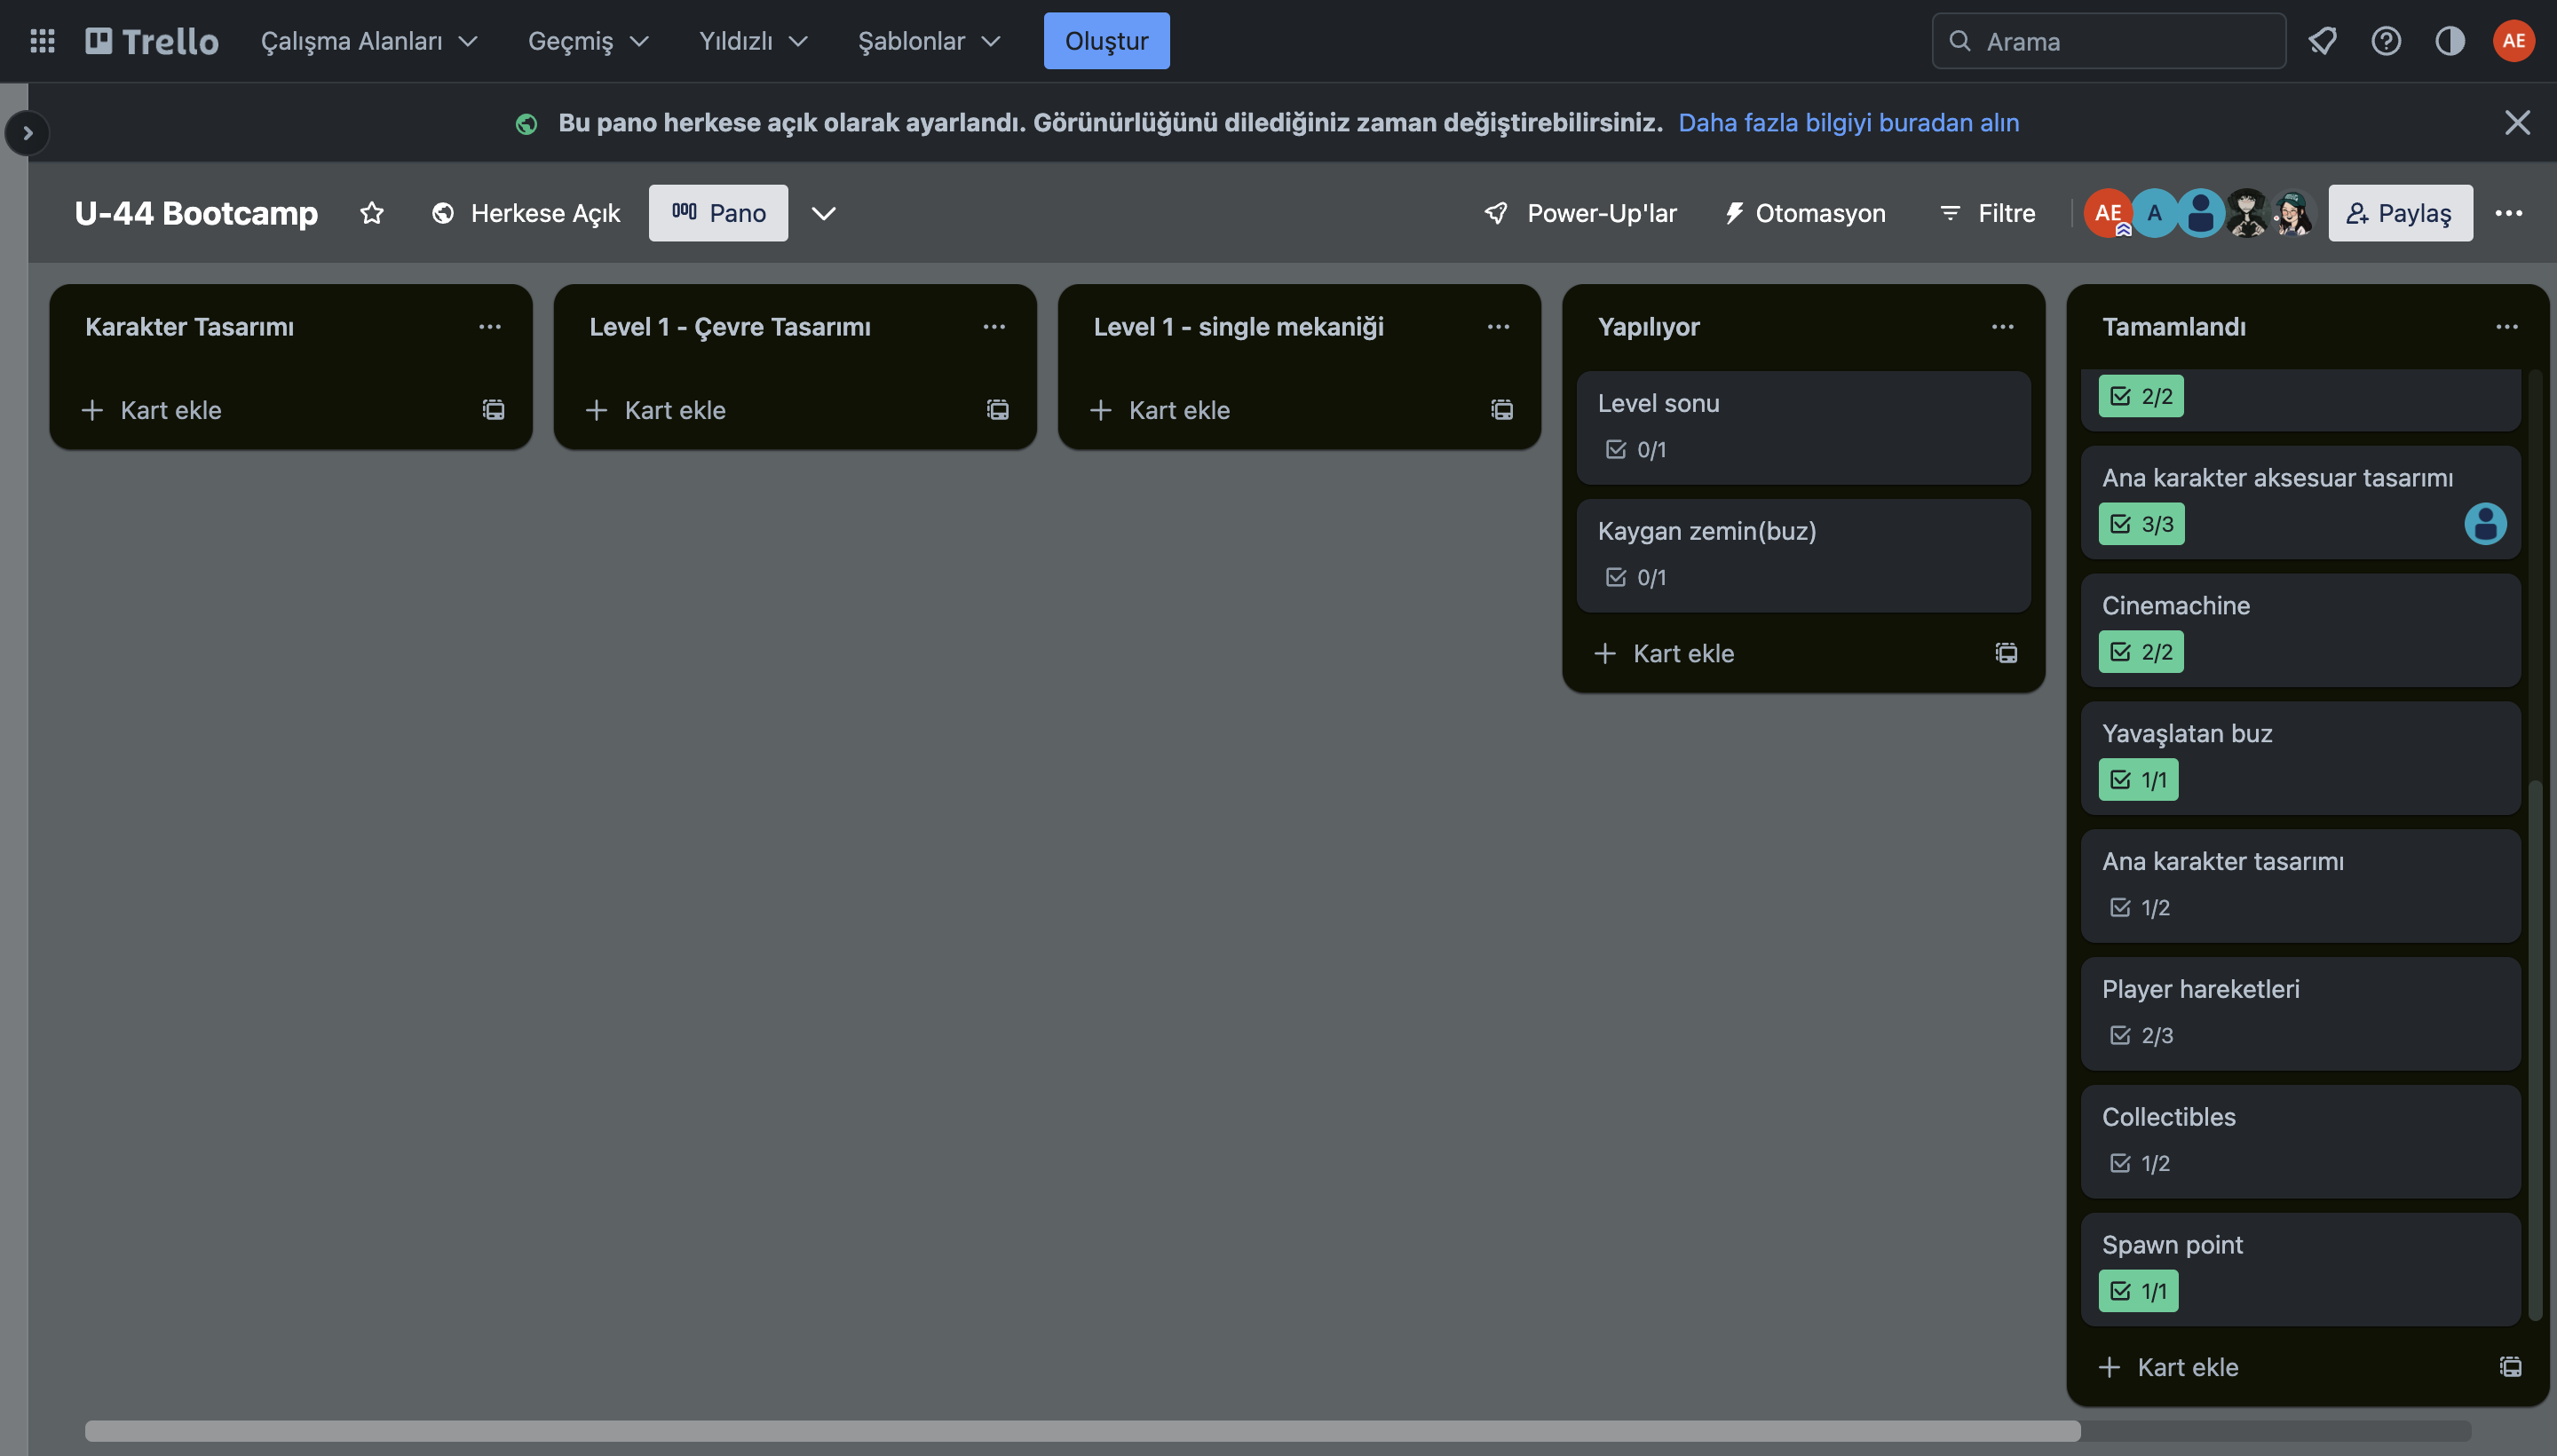 Trello
Çalışma Alanları
Geçmiş
Yıldızlı
Şablonlar
Oluştur
Arama
AE
Bu pano herkese açık olarak ayarlandı. Görünürlüğünü dilediğiniz zaman değiştirebilirsiniz. Daha fazla bilgiyi buradan alın
U-44 Bootcamp
Herkese Açık
Pano
Power-Up'lar
Otomasyon
Filtre
AE
A
Paylaş
Karakter Tasarımı
Kart ekle
Level 1 - Çevre Tasarımı
Kart ekle
Level 1 - single mekaniği
Kart ekle
Yapılıyor
Level sonu
0/1
Kaygan zemin(buz)
0/1
Kart ekle
Tamamlandı
2/2
Ana karakter aksesuar tasarımı
3/3
Cinemachine
2/2
Yavaşlatan buz
1/1
Ana karakter tasarımı
1/2
Player hareketleri
2/3
Collectibles
1/2
Spawn point
1/1
Kart ekle